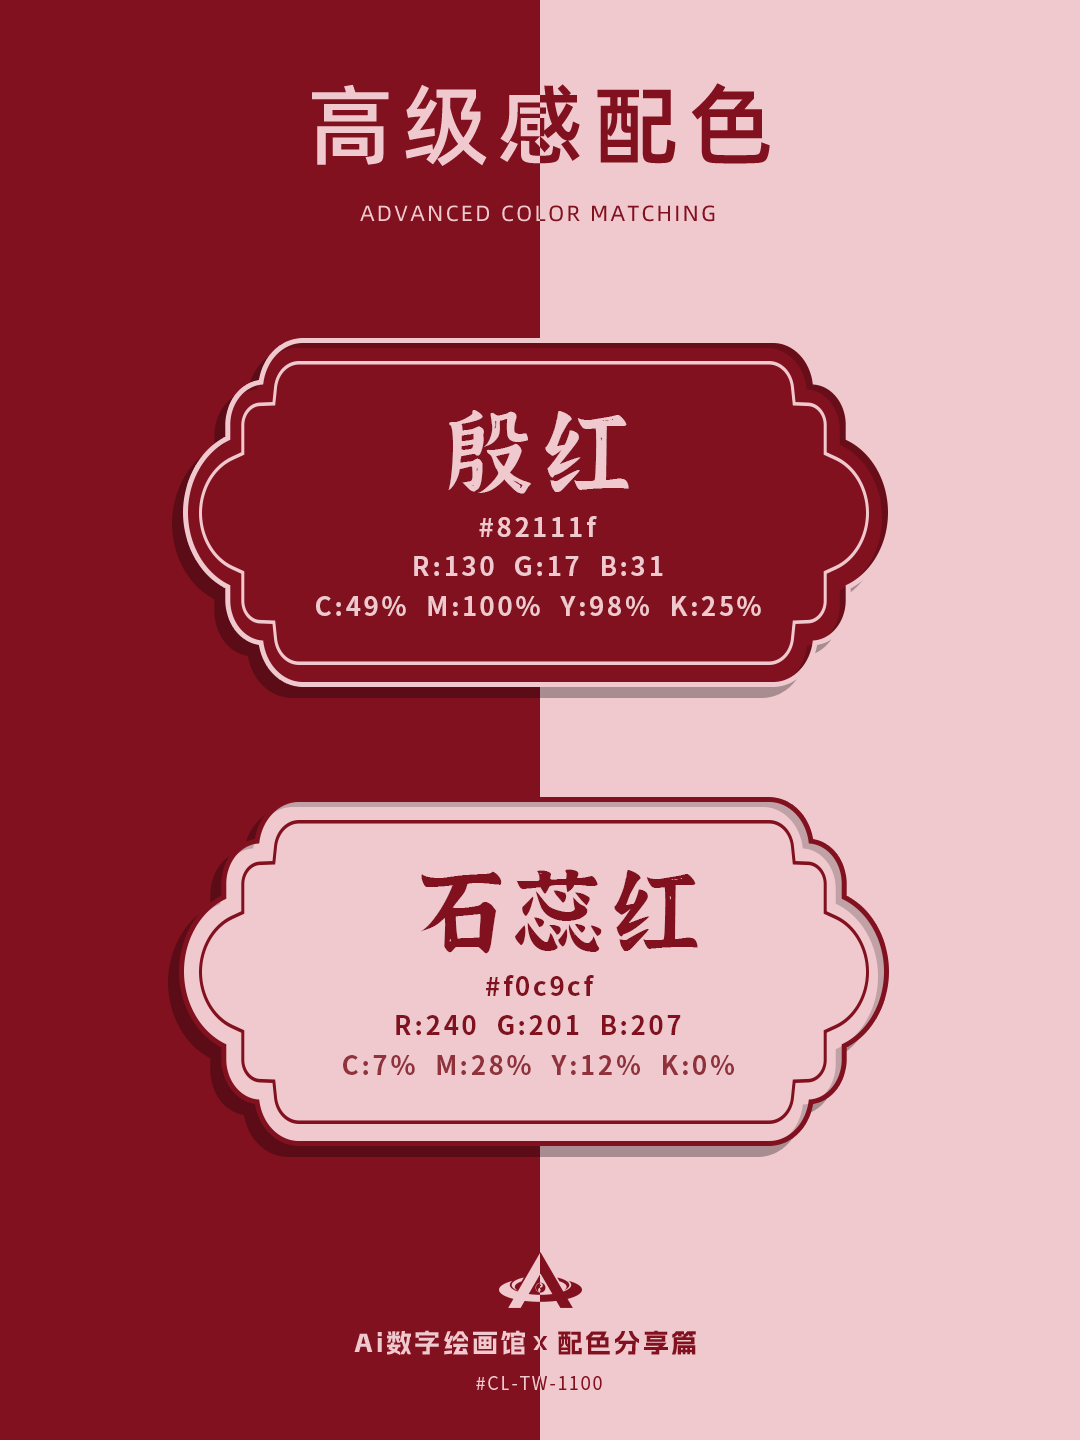 高级感配色
ADVANCED COLOR MATCHING
殷红
#82111f
R:130 G:17 B:31
C:49% M:100% Y:98% K:25%
石蕊红
#f0c9cf
R:240 G:201 B:207
C:7% M:28% Y:12% K:0%
Ai数字绘画馆 x 配色分享篇
#CL-TW-1100